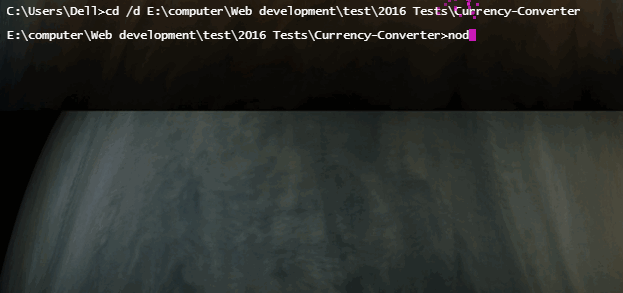 C:\Users\Dell>cd /d E:\computer\Web development\test\2016 Tests\Currency-Converter
E:\computer\Web development\test\2016 Tests\Currency-Converter>nod